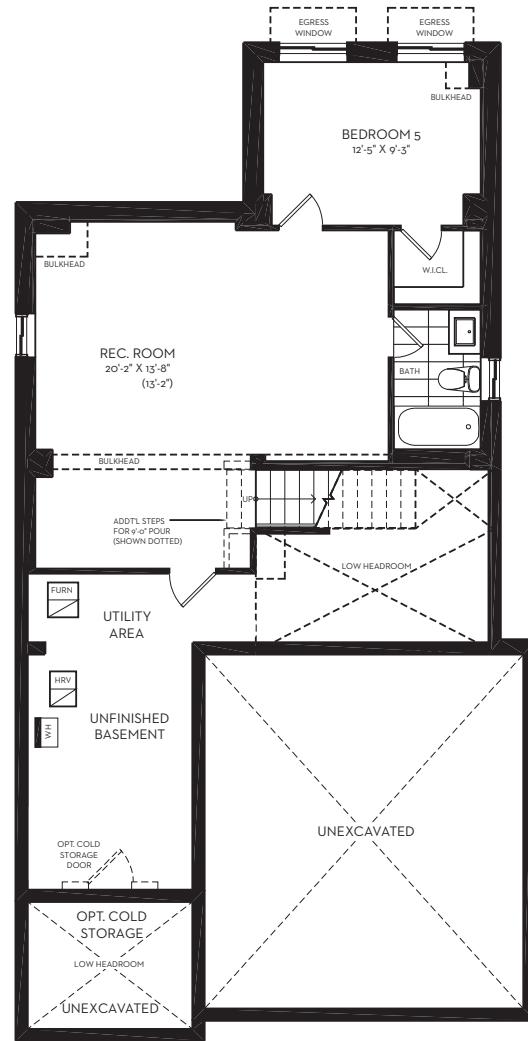 EGRESS
WINDOW
EGRESS
WINDOW
BULKHEAD
BEDROOM 5
12'-5" X 9'-3"
W.I.CL.
BULKHEAD
REC. ROOM
20'-2" X 13'-8"
(13'-2")
BATH
BULKHEAD
UP
ADDT'L STEPS
FOR 9'-0" POUR
(SHOWN DOTTED)
LOW HEADROOM
FURN
UTILITY
AREA
HRV
WH
UNFINISHED
BASEMENT
UNEXCAVATED
OPT. COLD
STORAGE
DOOR
OPT. COLD
STORAGE
LOW HEADROOM
UNEXCAVATED